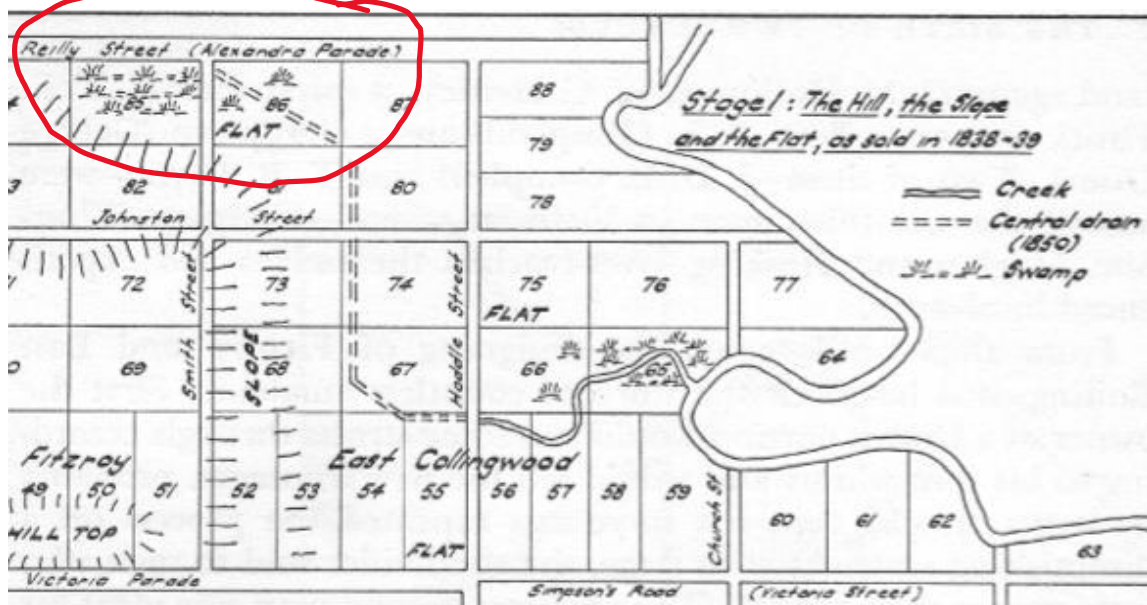 Reilly Street (Alexandra Parade)
85
86
87
88
FLAT
Stage 1: The Hill, the Slope
and the Flat, as sold in 1838-39
79
82
81
80
78
Creek
Central drain
(1850)
Swamp
Johnston Street
72
Smith Street
73
74
Hoddle Street
75
76
77
FLAT
69
SLOPE
68
67
66
65
64
Fitzroy
East Collingwood
49
50
51
52
53
54
55
56
57
58
59
Church St
60
61
62
63
HILL TOP
FLAT
Victoria Parade
Simpson's Road
(Victoria Street)